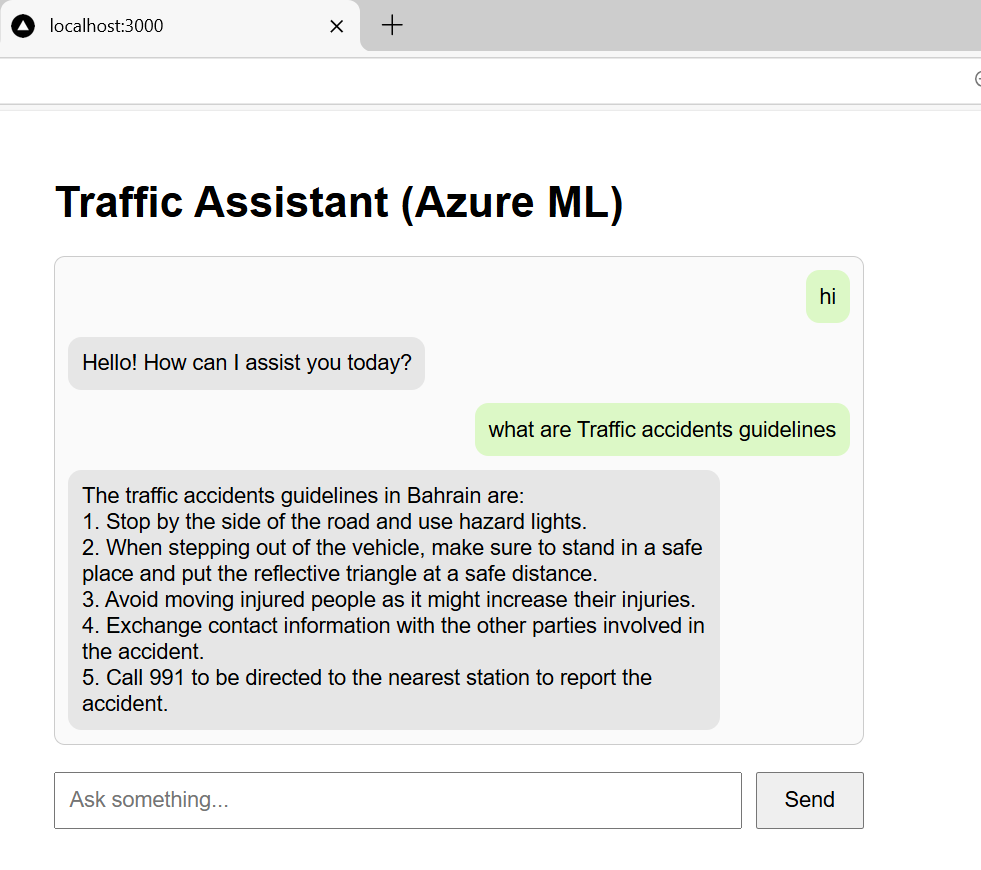 localhost:3000
Traffic Assistant (Azure ML)
hi
Hello! How can I assist you today?
what are Traffic accidents guidelines
The traffic accidents guidelines in Bahrain are:
1. Stop by the side of the road and use hazard lights.
2. When stepping out of the vehicle, make sure to stand in a safe
place and put the reflective triangle at a safe distance.
3. Avoid moving injured people as it might increase their injuries.
4. Exchange contact information with the other parties involved in
the accident.
5. Call 991 to be directed to the nearest station to report the
accident.
Ask something...
Send